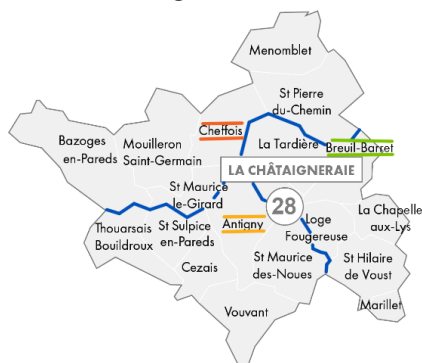 Menomblet
St Pierre
du-Chemin
Cheffois
Bazoges
en-Pareds
Mouilleron
Saint-Germain
La Tardière
Breuil-Barret
LA CHÂTAIGNERAIE
St Maurice
le-Girard
28
La Chapelle
aux-Lys
Thouarsais
Bouildroux
St Sulpice
en-Pareds
Antigny
Loge
Fougereuse
Cezais
St Maurice
des-Noues
St Hilaire
de Voust
Marillet
Vouvant